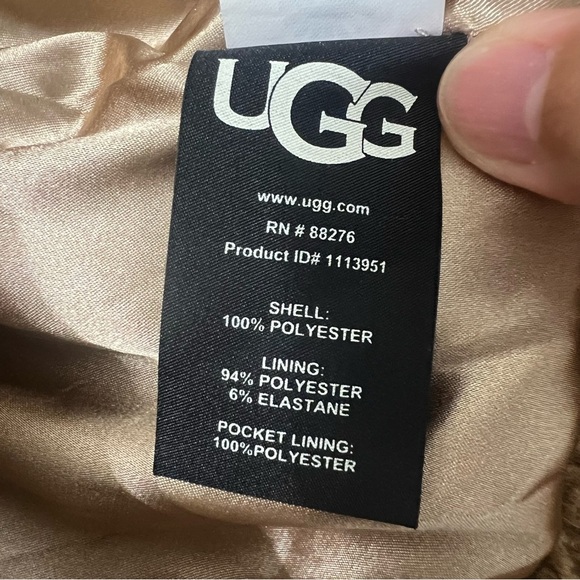 UGG
www.ugg.com
RN # 88276
Product ID# 1113951
SHELL:
100% POLYESTER
LINING:
94% POLYESTER
6% ELASTANE
POCKET LINING:
100%POLYESTER